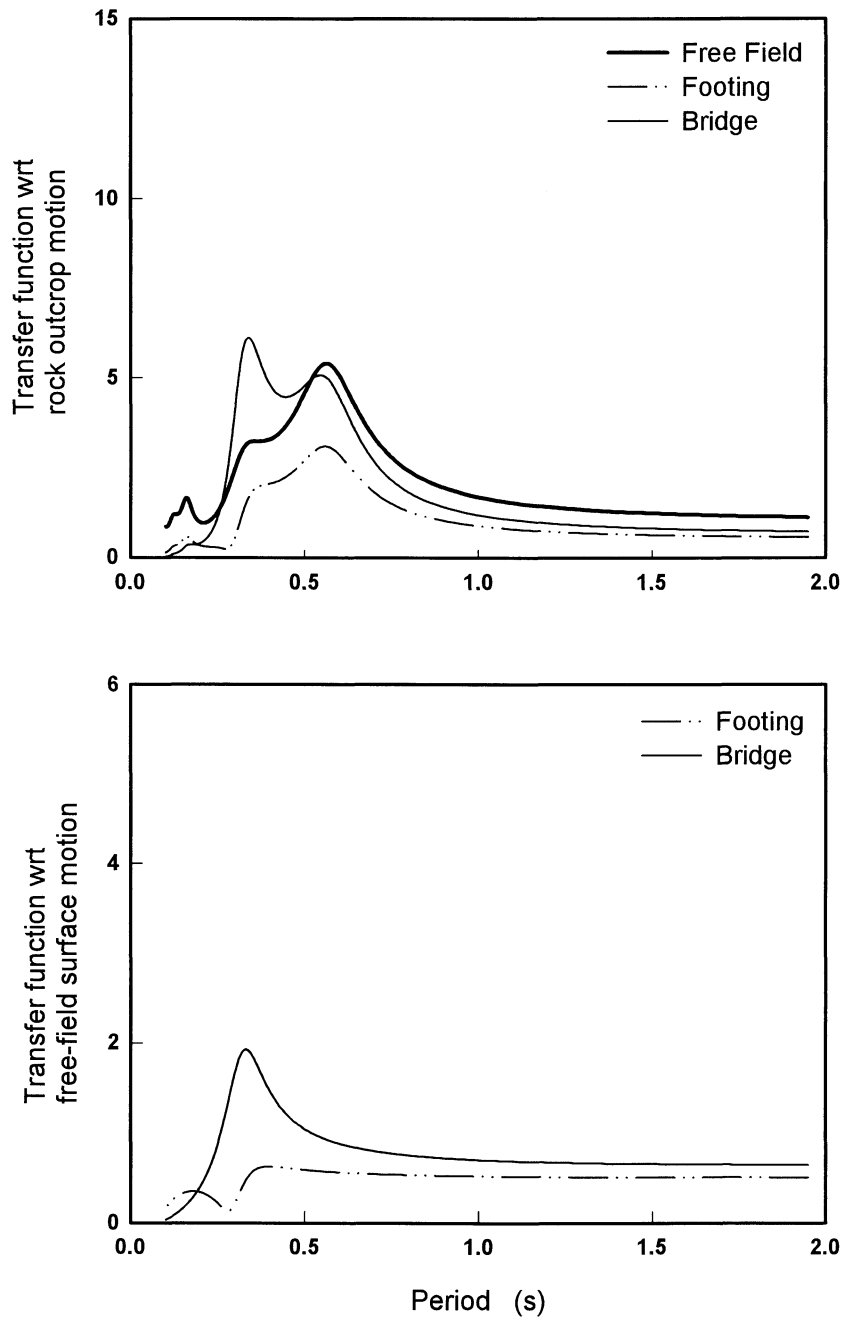 15
10
5
0
Transfer function wrt
rock outcrop motion
Free Field
Footing
Bridge
0.0 0.5 1.0 1.5 2.0
6
4
2
0
Transfer function wrt
free-field surface motion
Footing
Bridge
0.0 0.5 1.0 1.5 2.0
Period (s)